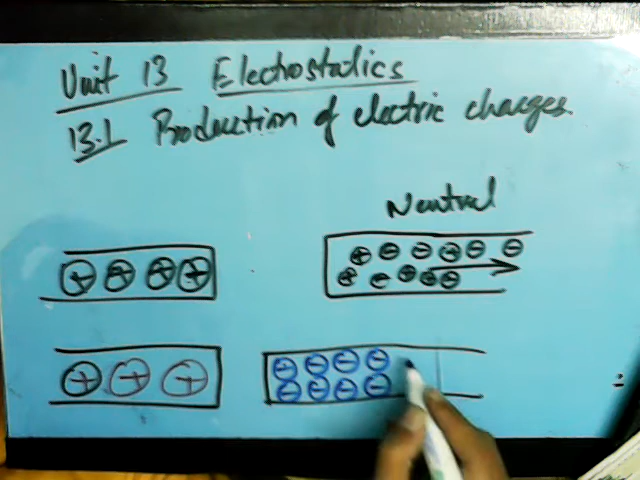 Unit 13 Electrostatics
13.1 Production of electric charges.
Neutral
+ + + +
+ - - + - -
+ - + + -
+ + +
- - - -
- - - -